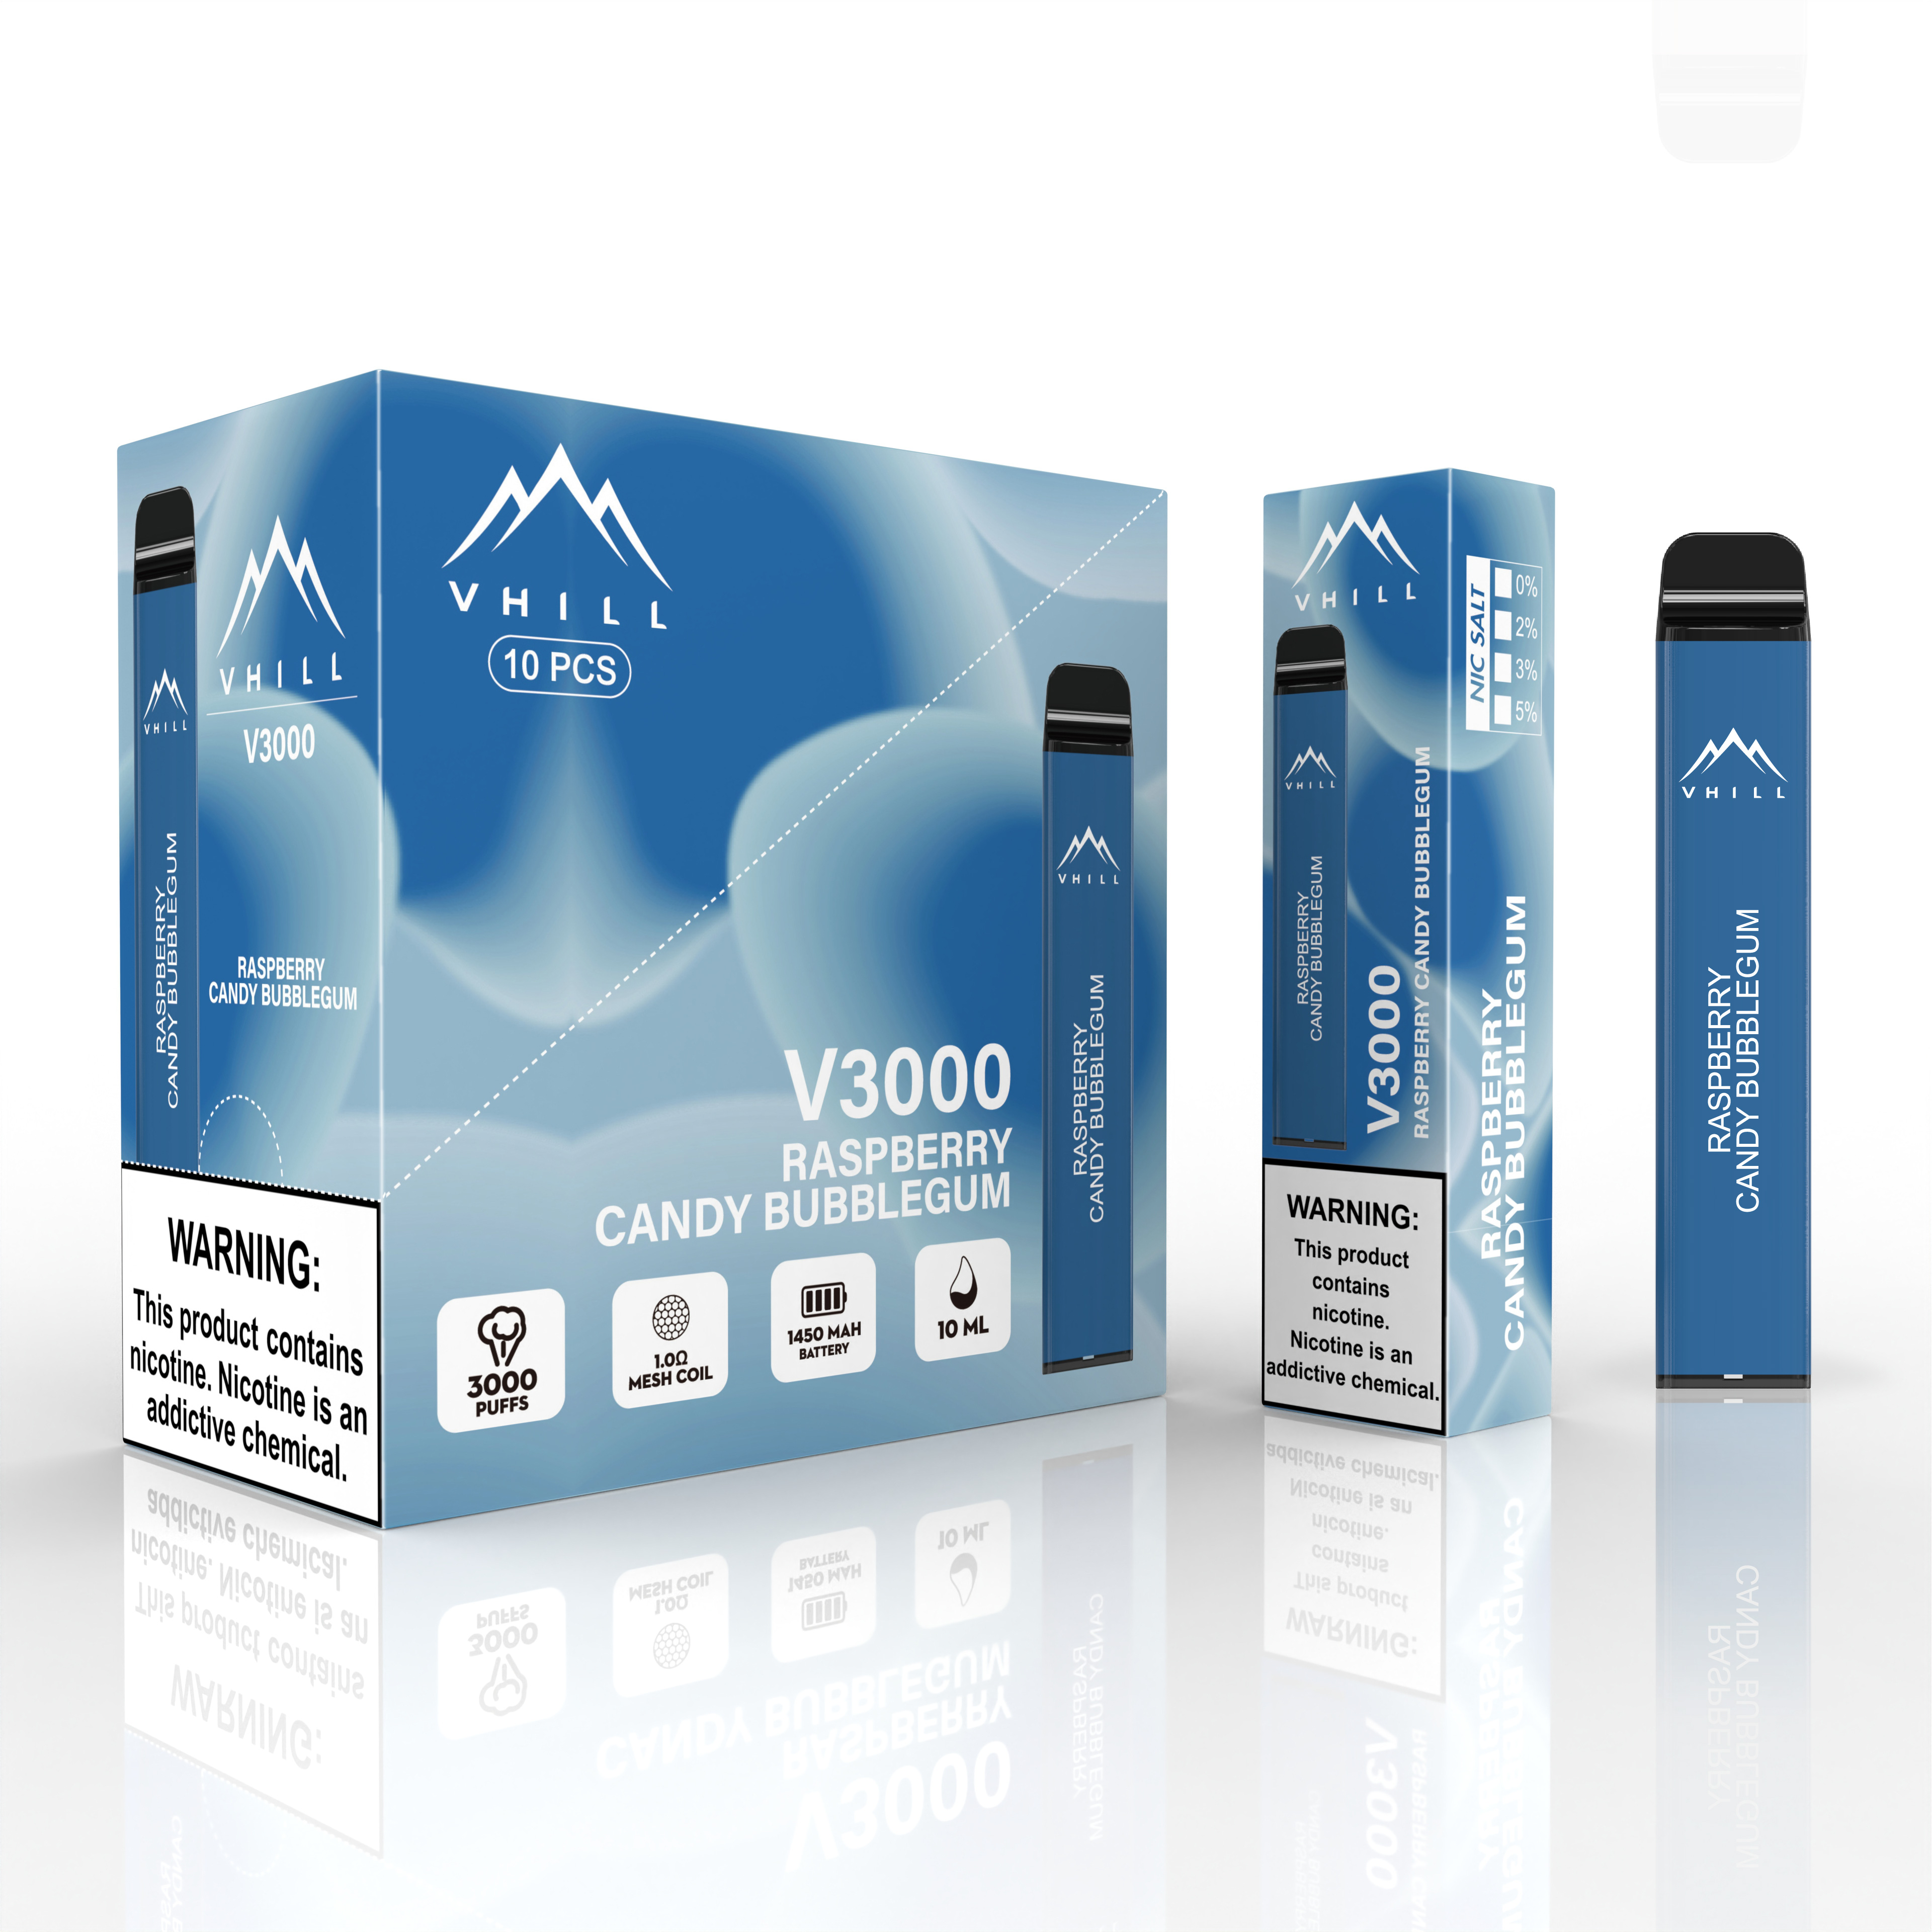 VHILL
V3000
VHILL
RASPBERRY
CANDY BUBBLEGUM
RASPBERRY
CANDY BUBBLEGUM
WARNING:
This product contains
nicotine. Nicotine is an
addictive chemical.
VHILL
10 PCS
V3000
RASPBERRY
CANDY BUBBLEGUM
3000
PUFFS
1.0Ω
MESH COIL
1450 MAH
BATTERY
10 ML
VHILL
RASPBERRY
CANDY BUBBLEGUM
VHILL
VHILL
RASPBERRY
CANDY BUBBLEGUM
V3000
RASPBERRY CANDY BUBBLEGUM
WARNING:
This product
contains
nicotine.
Nicotine is an
addictive chemical.
NIC SALT
0%
2%
3%
5%
RASPBERRY
CANDY BUBBLEGUM
VHILL
RASPBERRY
CANDY BUBBLEGUM